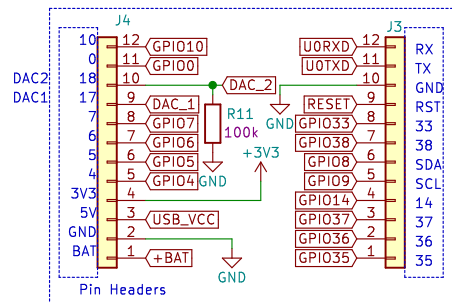 J4
J3
10 12 GPIO10 U0RXD 12 RX
0 11 GPIO0 U0TXD 11 TX
DAC2 18 10 DAC_2 10 GND
DAC1 17 9 DAC_1 GND RESET 9 RST
7 8 GPIO7 R11 100k GPIO33 8 33
6 7 GPIO6 GPIO38 7 38
5 6 GPIO5 +3V3 GPIO8 6 SDA
4 5 GPIO4 GND GPIO9 5 SCL
3V3 4 GPIO14 4 14
5V 3 USB_VCC GPIO37 3 37
GND 2 GPIO36 2 36
BAT 1 +BAT GND GPIO35 1 35
Pin Headers